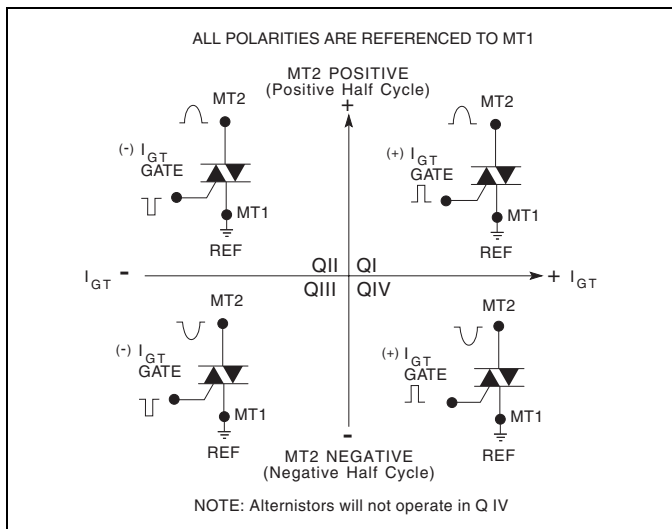 ALL POLARITIES ARE REFERENCED TO MT1
MT2 POSITIVE
(Positive Half Cycle)
+
MT2
(-) IGT
GATE
MT1
REF
MT2
(+) IGT
GATE
MT1
REF
IGT -
QII QI
QIII QIV
+ IGT
MT2
(-) IGT
GATE
MT1
REF
MT2
(+) IGT
GATE
MT1
REF
-
MT2 NEGATIVE
(Negative Half Cycle)
NOTE: Alternistors will not operate in Q IV